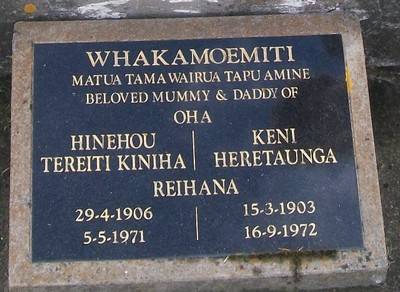 WHAKAMOEMITI
MATUA TAMA WAIRUA TAPU AMINE
BELOVED MUMMY & DADDY OF
OHA
HINEHOU KENI
TEREITI KINIHA HERETAUNGA
REIHANA
29-4-1906 15-3-1903
5-5-1971 16-9-1972